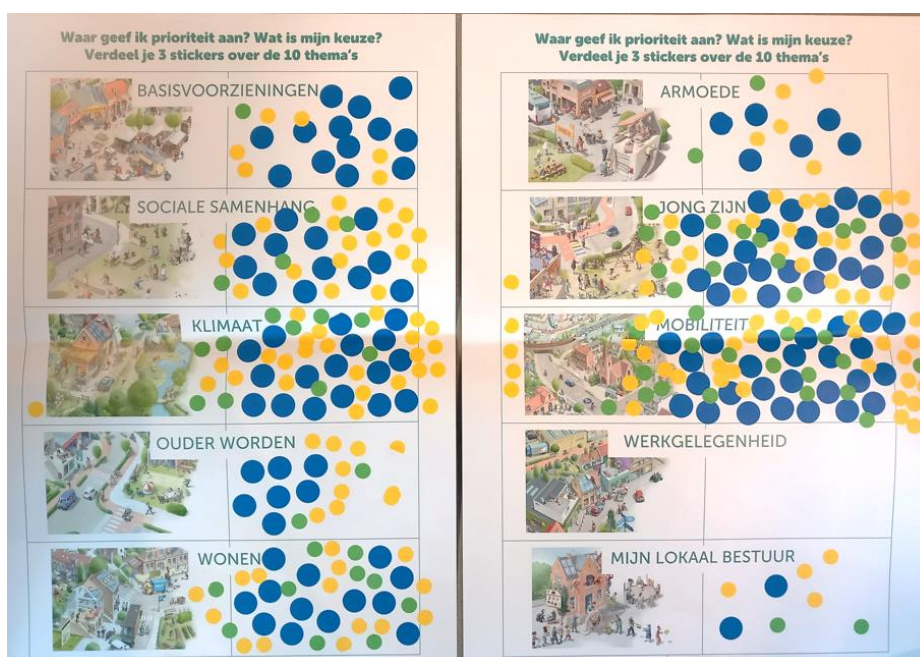 Waar geef ik prioriteit aan? Wat is mijn keuze?
Verdeel je 3 stickers over de 10 thema's
BASISVOORZIENINGEN
SOCIALE SAMENHANG
KLIMAAT
OUDER WORDEN
WONEN
Waar geef ik prioriteit aan? Wat is mijn keuze?
Verdeel je 3 stickers over de 10 thema's
ARMOEDE
JONG ZIJN
MOBILITEIT
WERKGELEGENHEID
MIJN LOKAAL BESTUUR